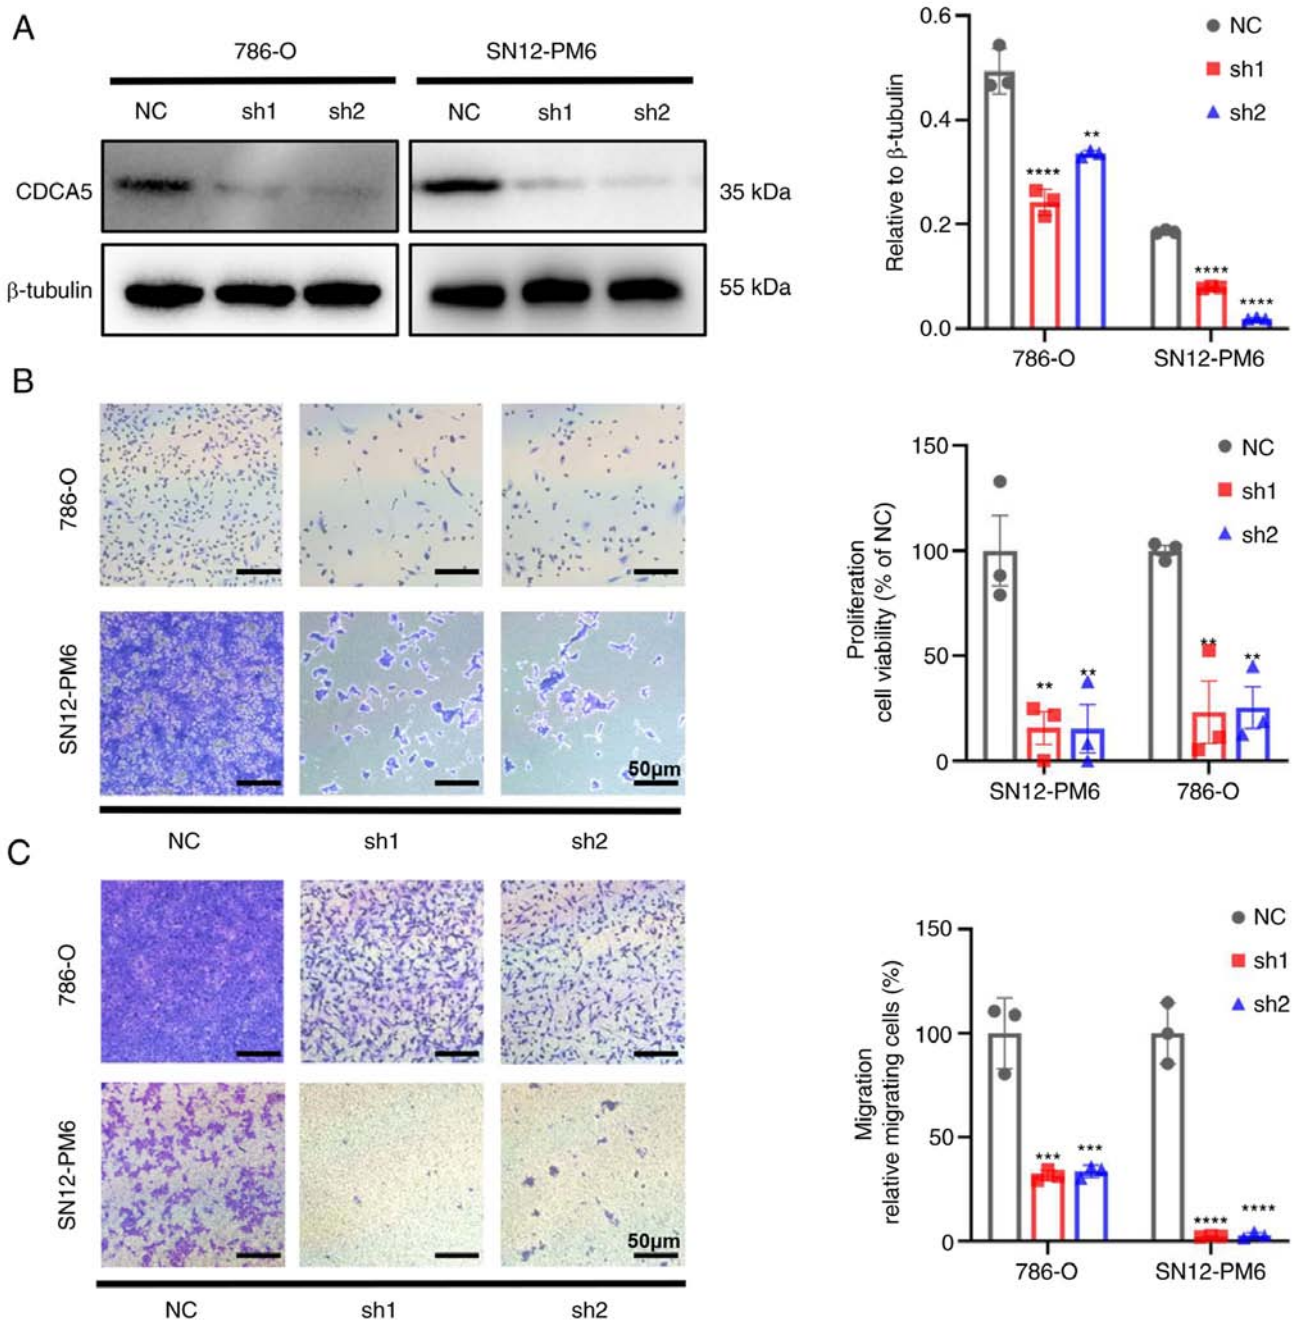 A
786-O SN12-PM6
NC sh1 sh2 NC sh1 sh2
CDCA5 35 kDa
β-tubulin 55 kDa
Relative to β-tubulin
0.6
0.4
0.2
0.0
NC
sh1
sh2
****
**
****
****
786-O SN12-PM6
B
786-O
SN12-PM6
50μm
NC sh1 sh2
Proliferation
cell viability (% of NC)
150
100
50
0
NC
sh1
sh2
**
**
**
**
SN12-PM6 786-O
C
786-O
SN12-PM6
50μm
NC sh1 sh2
Migration
relative migrating cells (%)
150
100
50
0
NC
sh1
sh2
***
***
****
****
786-O SN12-PM6